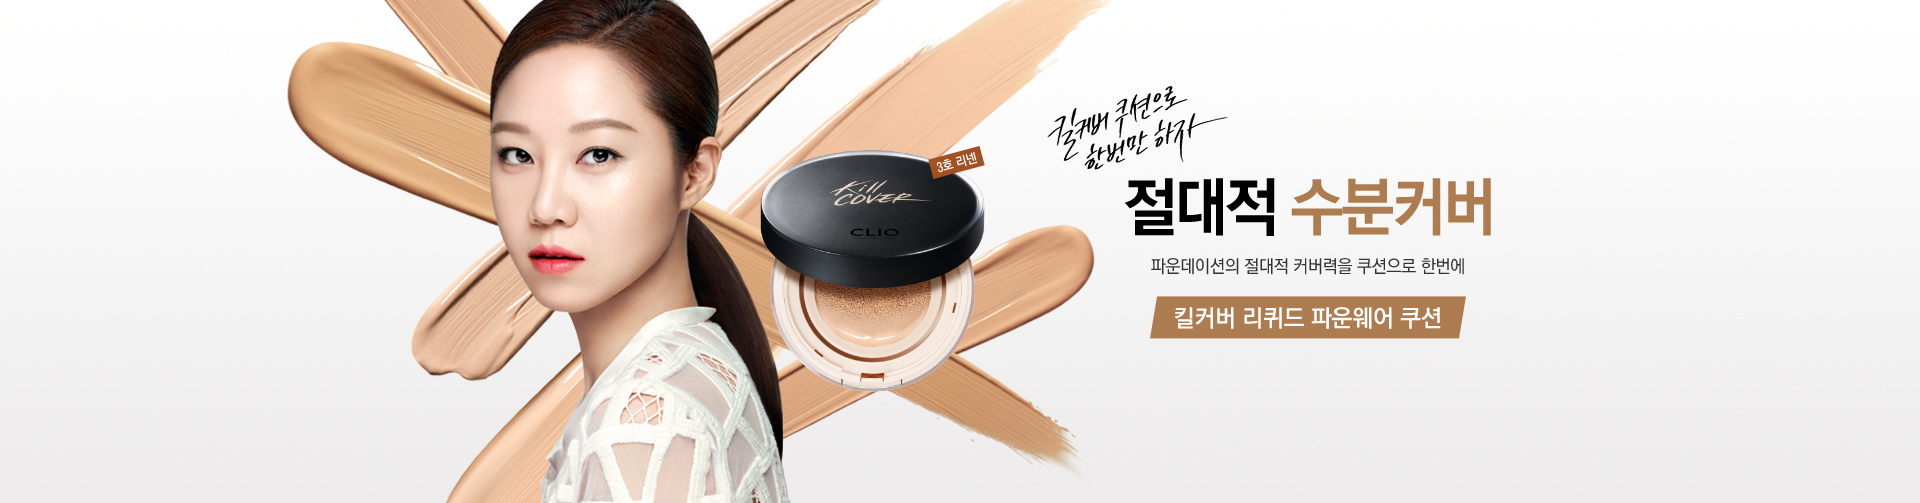 킬커버 쿠션으로
한번만 하자
절대적 수분커버
파운데이션의 절대적 커버력을 쿠션으로 한번에
킬커버 리퀴드 파운웨어 쿠션
3호 리넨
Kill
COVER
CLIO